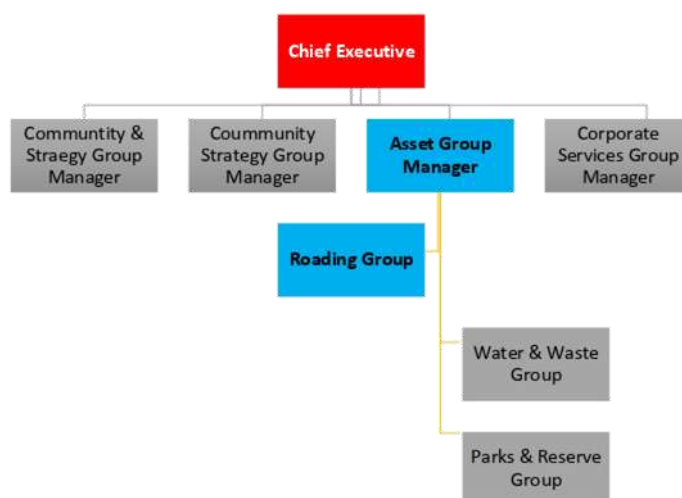 Chief Executive
Communtity &
Straegy Group
Manager
Coummunity
Strategy Group
Manager
Asset Group
Manager
Corporate
Services Group
Manager
Roading Group
Water & Waste
Group
Parks & Reserve
Group